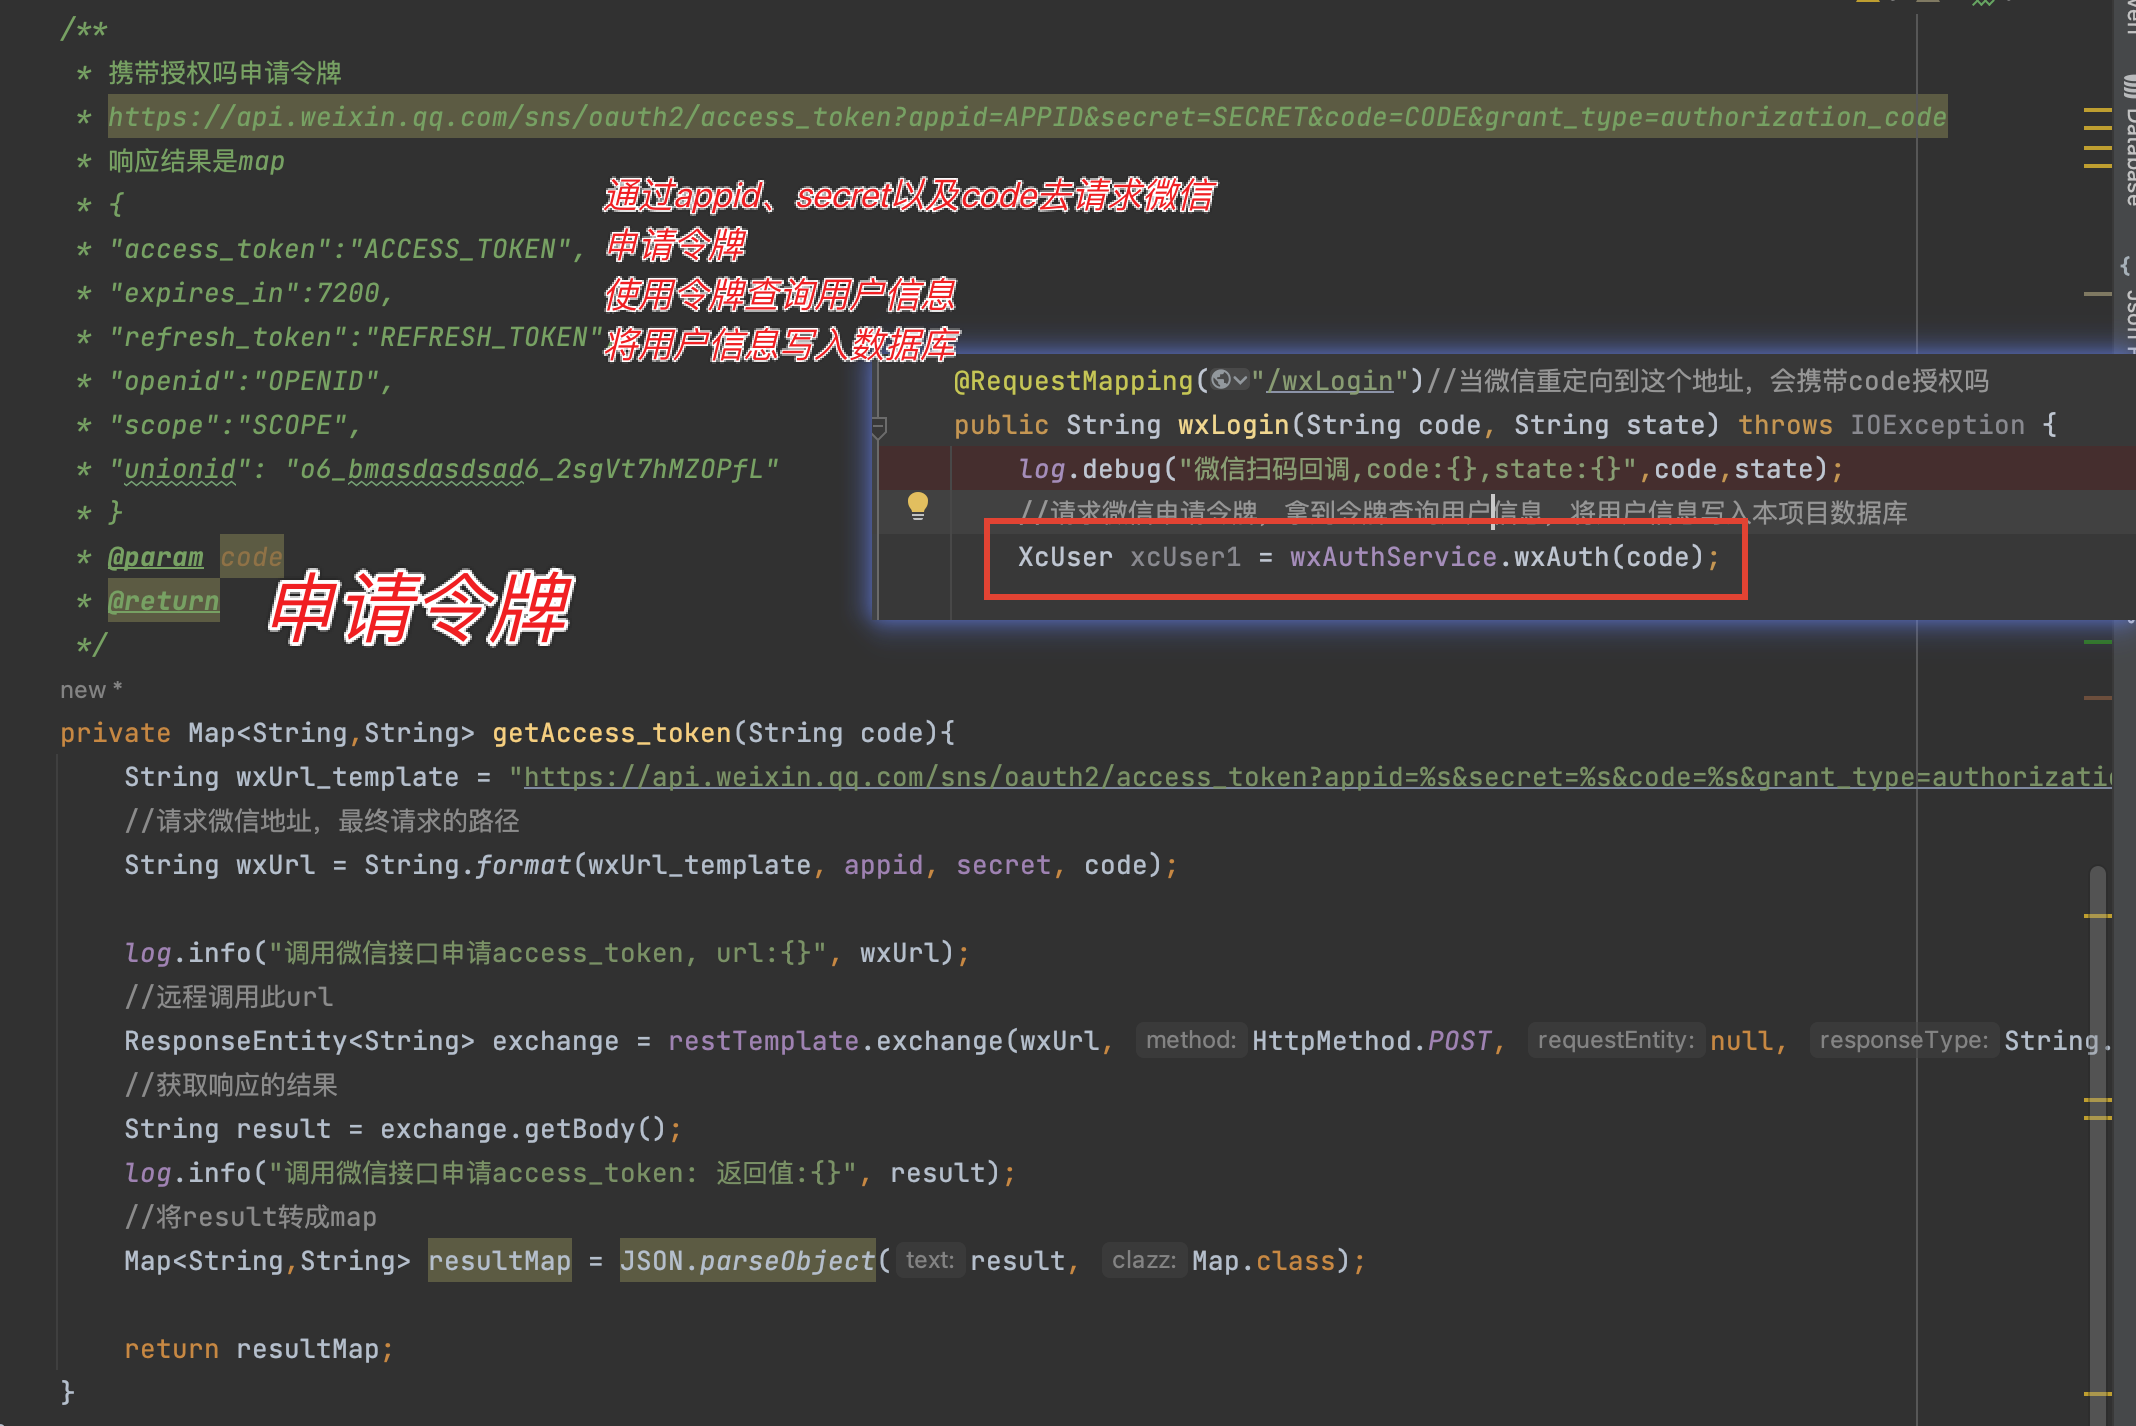 /**
* 携带授权吗申请令牌
* https://api.weixin.qq.com/sns/oauth2/access_token?appid=APPID&secret=SECRET&code=CODE&grant_type=authorization_code
* 响应结果是map
* {
* "access_token":"ACCESS_TOKEN",
* "expires_in":7200,
* "refresh_token":"REFRESH_TOKEN"
* "openid":"OPENID",
* "scope":"SCOPE",
* "unionid": "o6_bmasdasdsad6_2sgVt7hMZOPfL"
* }
* @param code
* @return
*/
通过appid、secret以及code去请求微信
申请令牌
使用令牌查询用户信息
将用户信息写入数据库
申请令牌
@RequestMapping("/wxLogin")//当微信重定向到这个地址，会携带code授权吗
public String wxLogin(String code, String state) throws IOException {
log.debug("微信扫码回调,code:{},state:{}",code,state);
//请求微信申请令牌，拿到令牌查询用户信息，将用户信息写入本项目数据库
XcUser xcUser1 = wxAuthService.wxAuth(code);
new *
private Map<String,String> getAccess_token(String code){
String wxUrl_template = "https://api.weixin.qq.com/sns/oauth2/access_token?appid=%s&secret=%s&code=%s&grant_type=authorizatio
//请求微信地址，最终请求的路径
String wxUrl = String.format(wxUrl_template, appid, secret, code);
log.info("调用微信接口申请access_token, url:{}", wxUrl);
//远程调用此url
ResponseEntity<String> exchange = restTemplate.exchange(wxUrl, method: HttpMethod.POST, requestEntity: null, responseType: String.
//获取响应的结果
String result = exchange.getBody();
log.info("调用微信接口申请access_token: 返回值:{}", result);
//将result转成map
Map<String,String> resultMap = JSON.parseObject( text: result, clazz: Map.class);
return resultMap;
}
Database